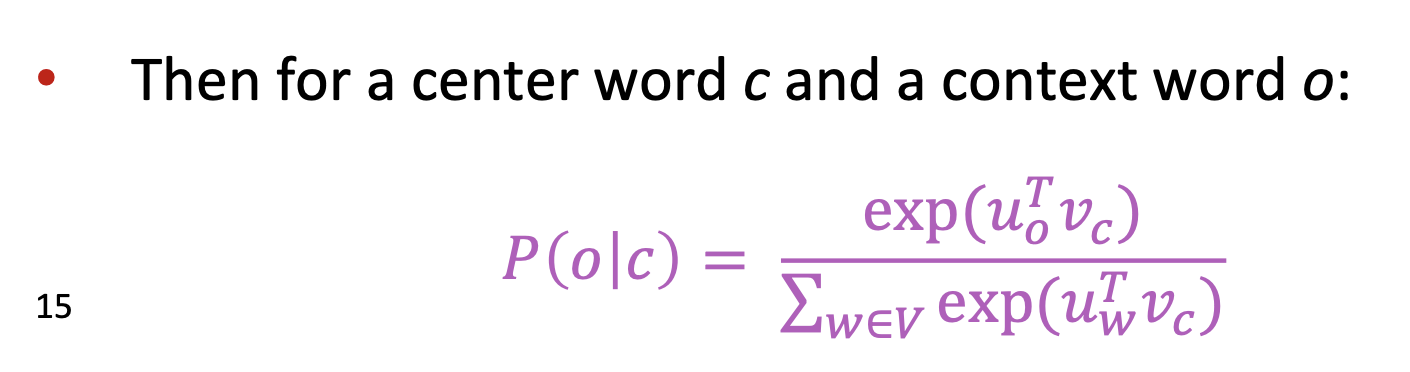 • Then for a center word c and a context word o:
P(o|c) = exp(u_o^T v_c) / ∑_{w∈V} exp(u_w^T v_c)
15